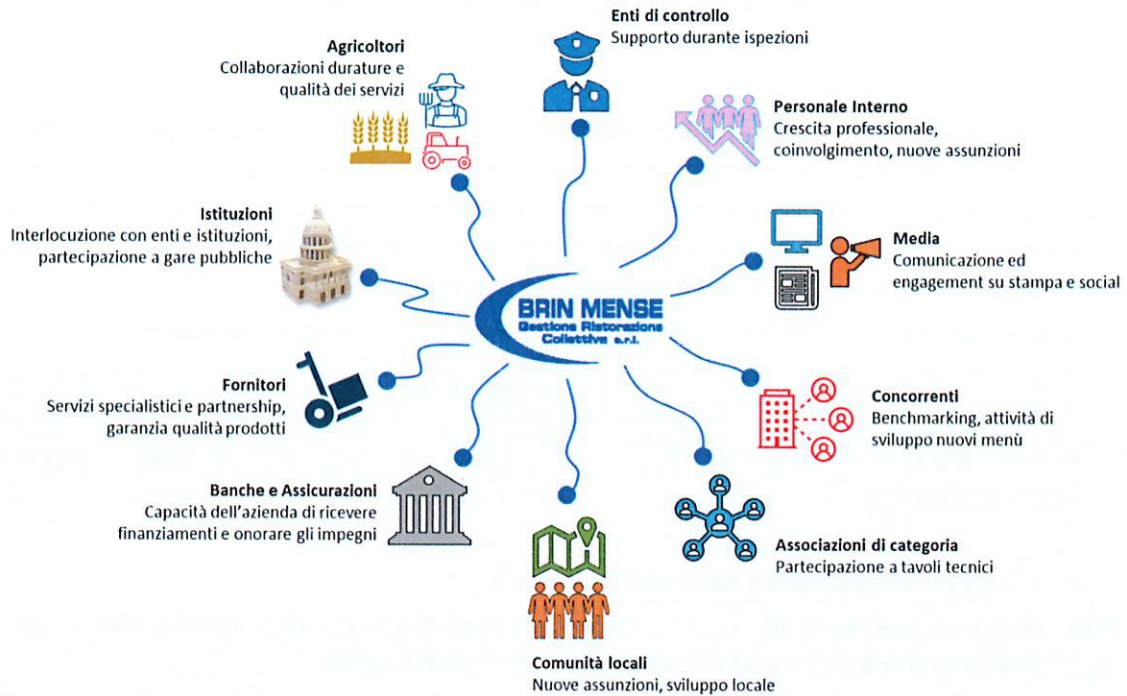 Enti di controllo
Supporto durante ispezioni
Agricoltori
Collaborazioni durature e
qualità dei servizi
Personale Interno
Crescita professionale,
coinvolgimento, nuove assunzioni
Istituzioni
Interlocuzione con enti e istituzioni,
partecipazione a gare pubbliche
Media
Comunicazione ed
engagement su stampa e social
BRIN MENSE
Gestione Ristorazione
Collettive s.r.l.
Fornitori
Servizi specialistici e partnership,
garanzia qualità prodotti
Concorrenti
Benchmarking, attività di
sviluppo nuovi menù
Banche e Assicurazioni
Capacità dell'azienda di ricevere
finanziamenti e onorare gli impegni
Associazioni di categoria
Partecipazione a tavoli tecnici
Comunità locali
Nuove assunzioni, sviluppo locale